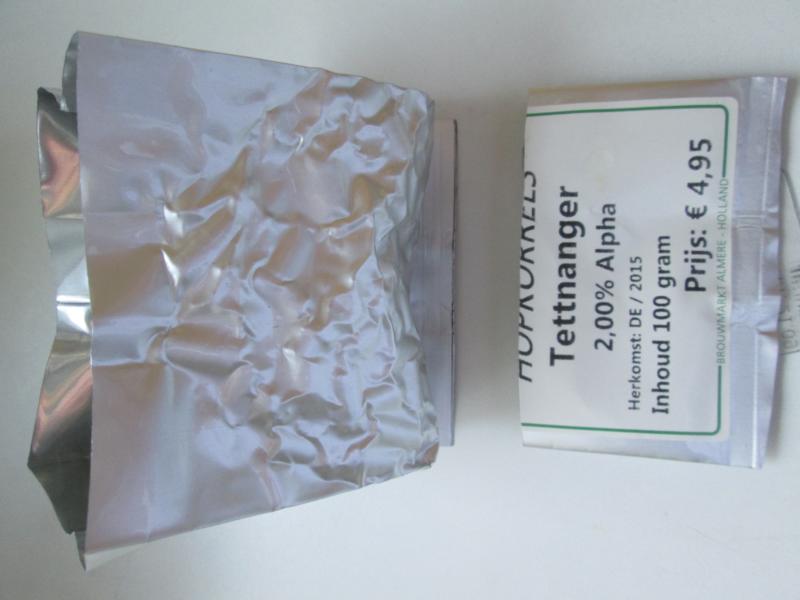 HOPKORRELS
Tettnanger
2,00% Alpha
Herkomst: DE / 2015
Inhoud 100 gram
Prijs: € 4,95
BROUWMARKT ALMERE - HOLLAND